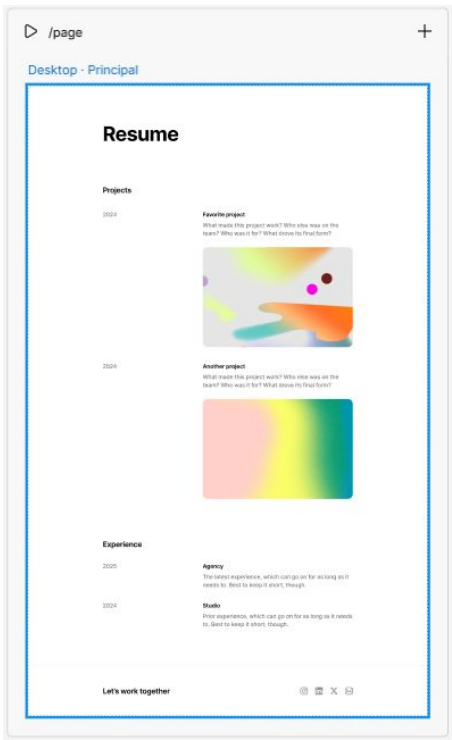 /page
Desktop · Principal
Resume
Projects
2024
Favorite project
What made this project work? Who else was on the
team? Who was it for? What drove its final form?
2024
Another project
What made this project work? Who else was on the
team? Who was it for? What drove its final form?
Experience
2025
Agency
The latest experience, which can go on for as long as it
needs to. Best to keep it short, though.
2024
Studio
Prior experience, which can go on for as long as it needs
to. Best to keep it short, though.
Let's work together